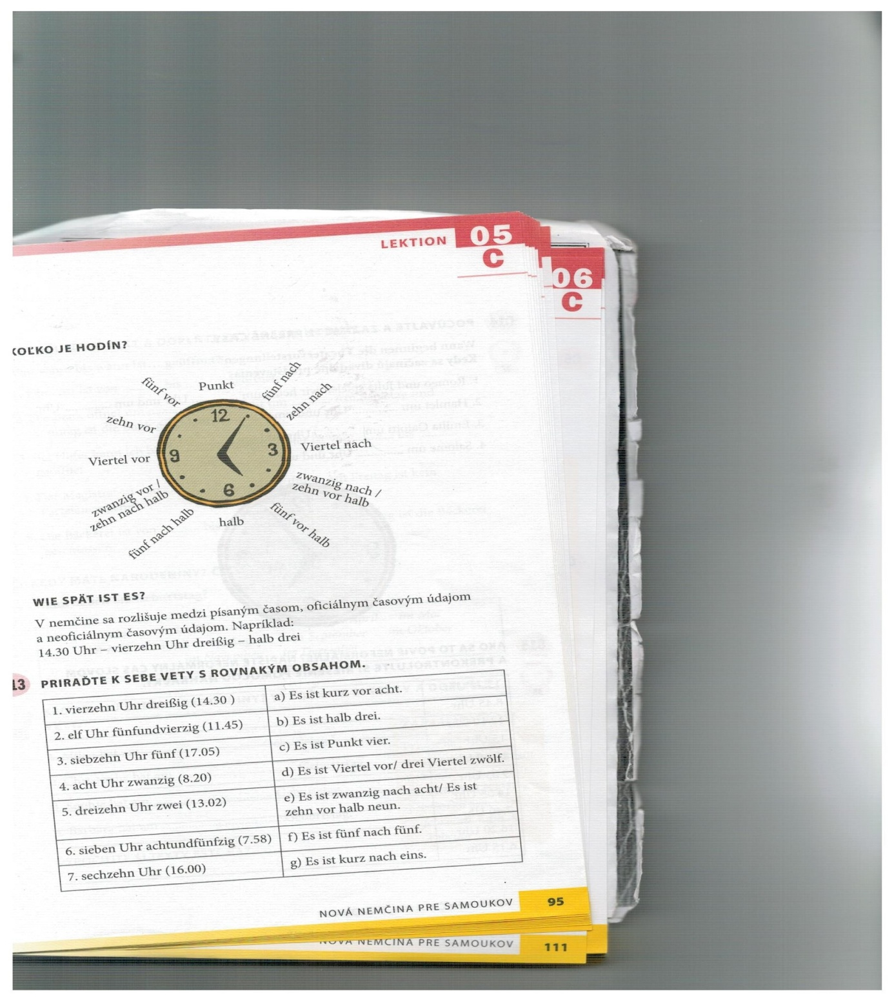 LEKTION 05
C
06
C
KOĽKO JE HODÍN?
Punkt
fünf nach
zehn nach
Viertel nach
zwanzig nach /
zehn vor halb
fünf vor halb
halb
fünf nach halb
zwanzig vor /
zehn nach halb
Viertel vor
zehn vor
fünf vor
12
3
6
9
WIE SPÄT IST ES?
V nemčine sa rozlišuje medzi písaným časom, oficiálnym časovým údajom
a neoficiálnym časovým údajom. Napríklad:
14.30 Uhr – vierzehn Uhr dreißig – halb drei
13 PRIRAĎTE K SEBE VETY S ROVNAKÝM OBSAHOM.
1. vierzehn Uhr dreißig (14.30 )
a) Es ist kurz vor acht.
2. elf Uhr fünfundvierzig (11.45)
b) Es ist halb drei.
3. siebzehn Uhr fünf (17.05)
c) Es ist Punkt vier.
4. acht Uhr zwanzig (8.20)
d) Es ist Viertel vor/ drei Viertel zwölf.
5. dreizehn Uhr zwei (13.02)
e) Es ist zwanzig nach acht/ Es ist
zehn vor halb neun.
6. sieben Uhr achtundfünfzig (7.58)
f) Es ist fünf nach fünf.
7. sechzehn Uhr (16.00)
g) Es ist kurz nach eins.
NOVÁ NEMČINA PRE SAMOUKOV 95
NOVÁ NEMČINA PRE SAMOUKOV 111